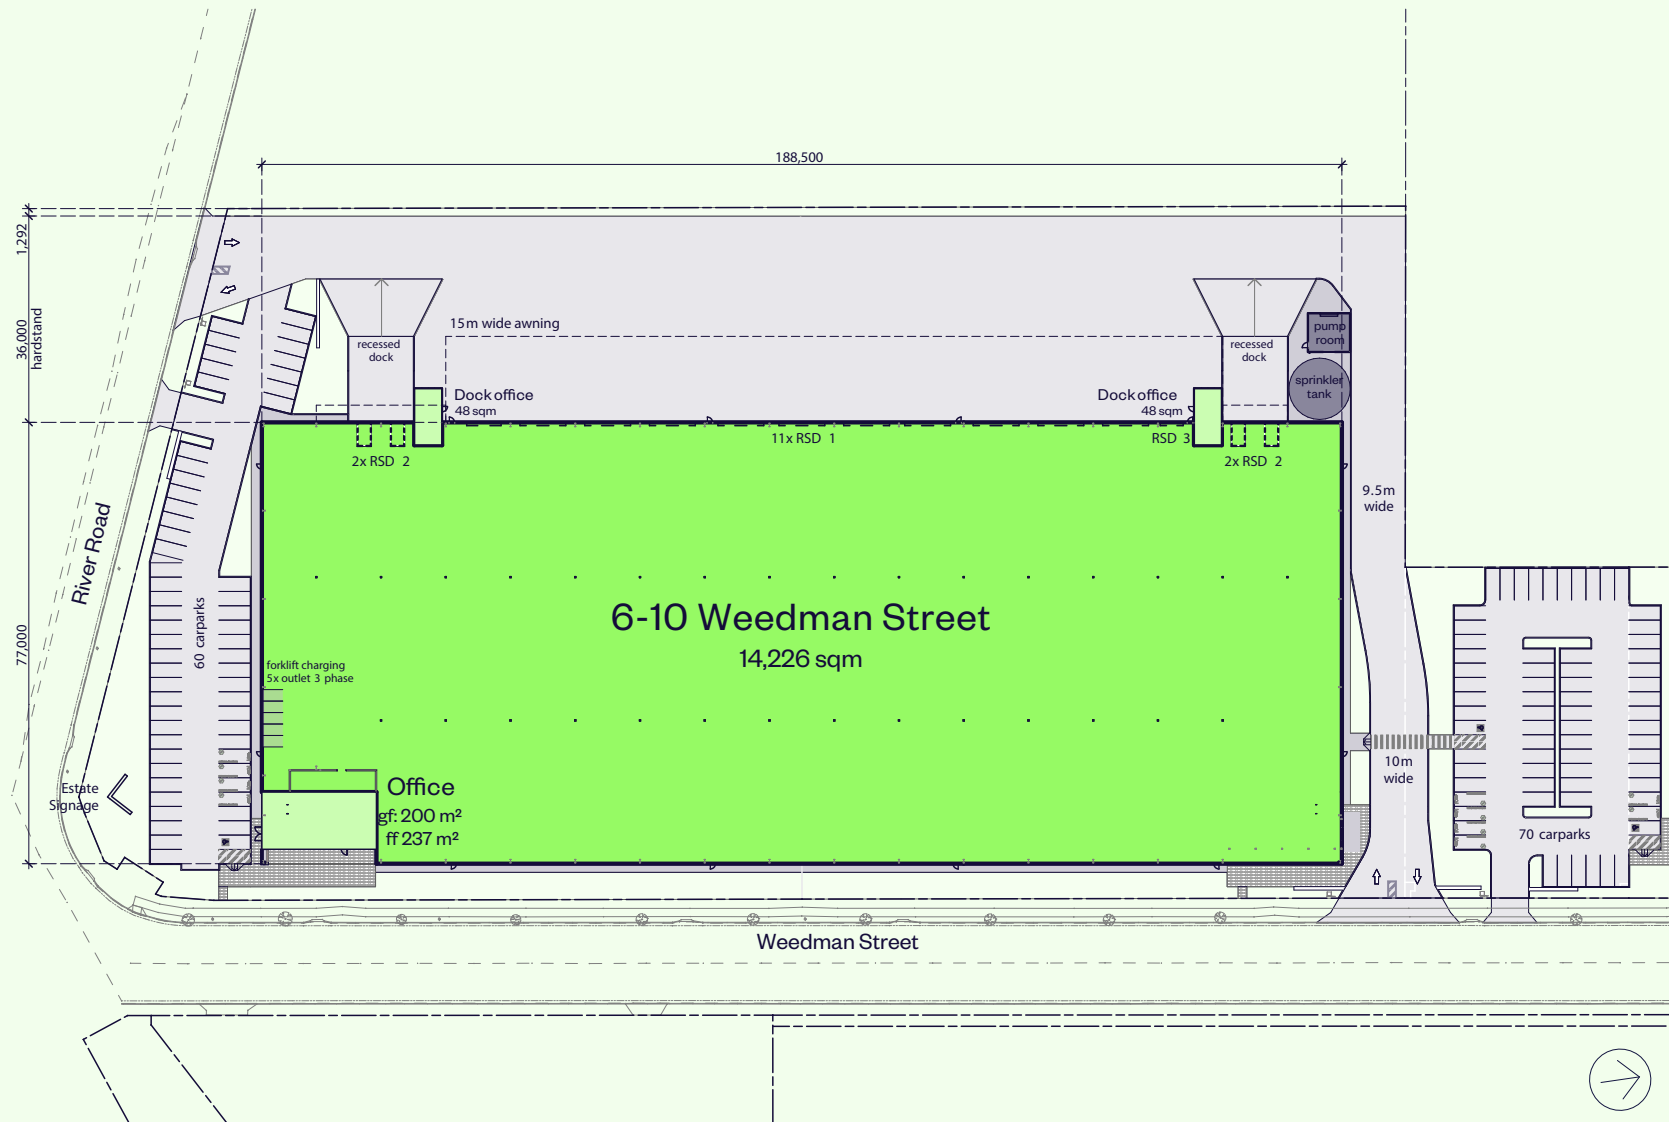 188,500
1,292
36,000
hardstand
77,000
15m wide awning
recessed
dock
recessed
dock
pump
room
sprinkler
tank
Dock office
48 sqm
Dock office
48 sqm
2x RSD 2
11x RSD 1
RSD 3
2x RSD 2
9.5m
wide
River Road
60 carparks
6-10 Weedman Street
14,226 sqm
forklift charging
5x outlet 3 phase
Office
gf: 200 m²
ff 237 m²
Estate
Signage
10m
wide
70 carparks
Weedman Street